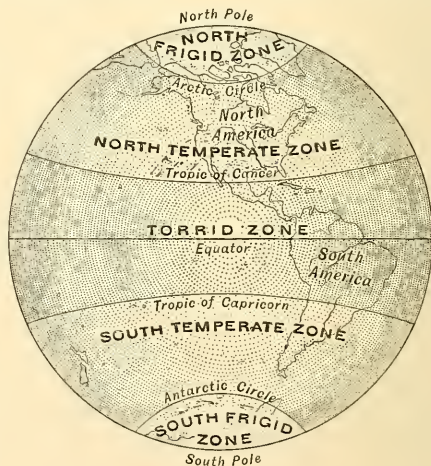 North Pole
NORTH
FRIGID ZONE
Arctic Circle
North
America
NORTH TEMPERATE ZONE
Tropic of Cancer
TORRID ZONE
Equator
South
America
Tropic of Capricorn
SOUTH TEMPERATE ZONE
Antarctic Circle
SOUTH FRIGID
ZONE
South Pole